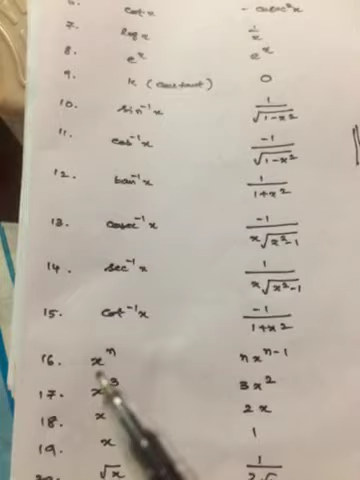 6. cot x - cosec²x
7. log x 1/x
8. eˣ eˣ
9. k (constant) 0
10. sin⁻¹x 1/√(1-x²)
11. cos⁻¹x -1/√(1-x²)
12. tan⁻¹x 1/(1+x²)
13. cosec⁻¹x -1/(x√(x²-1))
14. sec⁻¹x 1/(x√(x²-1))
15. cot⁻¹x -1/(1+x²)
16. xⁿ nxⁿ⁻¹
17. x³ 3x²
18. x 2x
19. x 1
√x